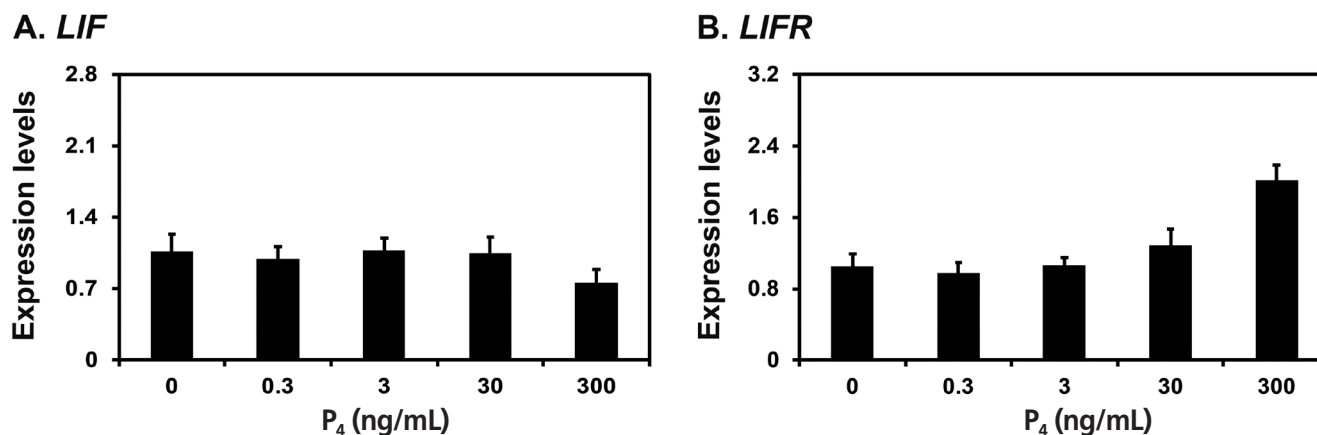 A. LIF
Expression levels
2.8
2.1
1.4
0.7
0
0 0.3 3 30 300
P₄ (ng/mL)
B. LIFR
Expression levels
3.2
2.4
1.6
0.8
0
0 0.3 3 30 300
P₄ (ng/mL)